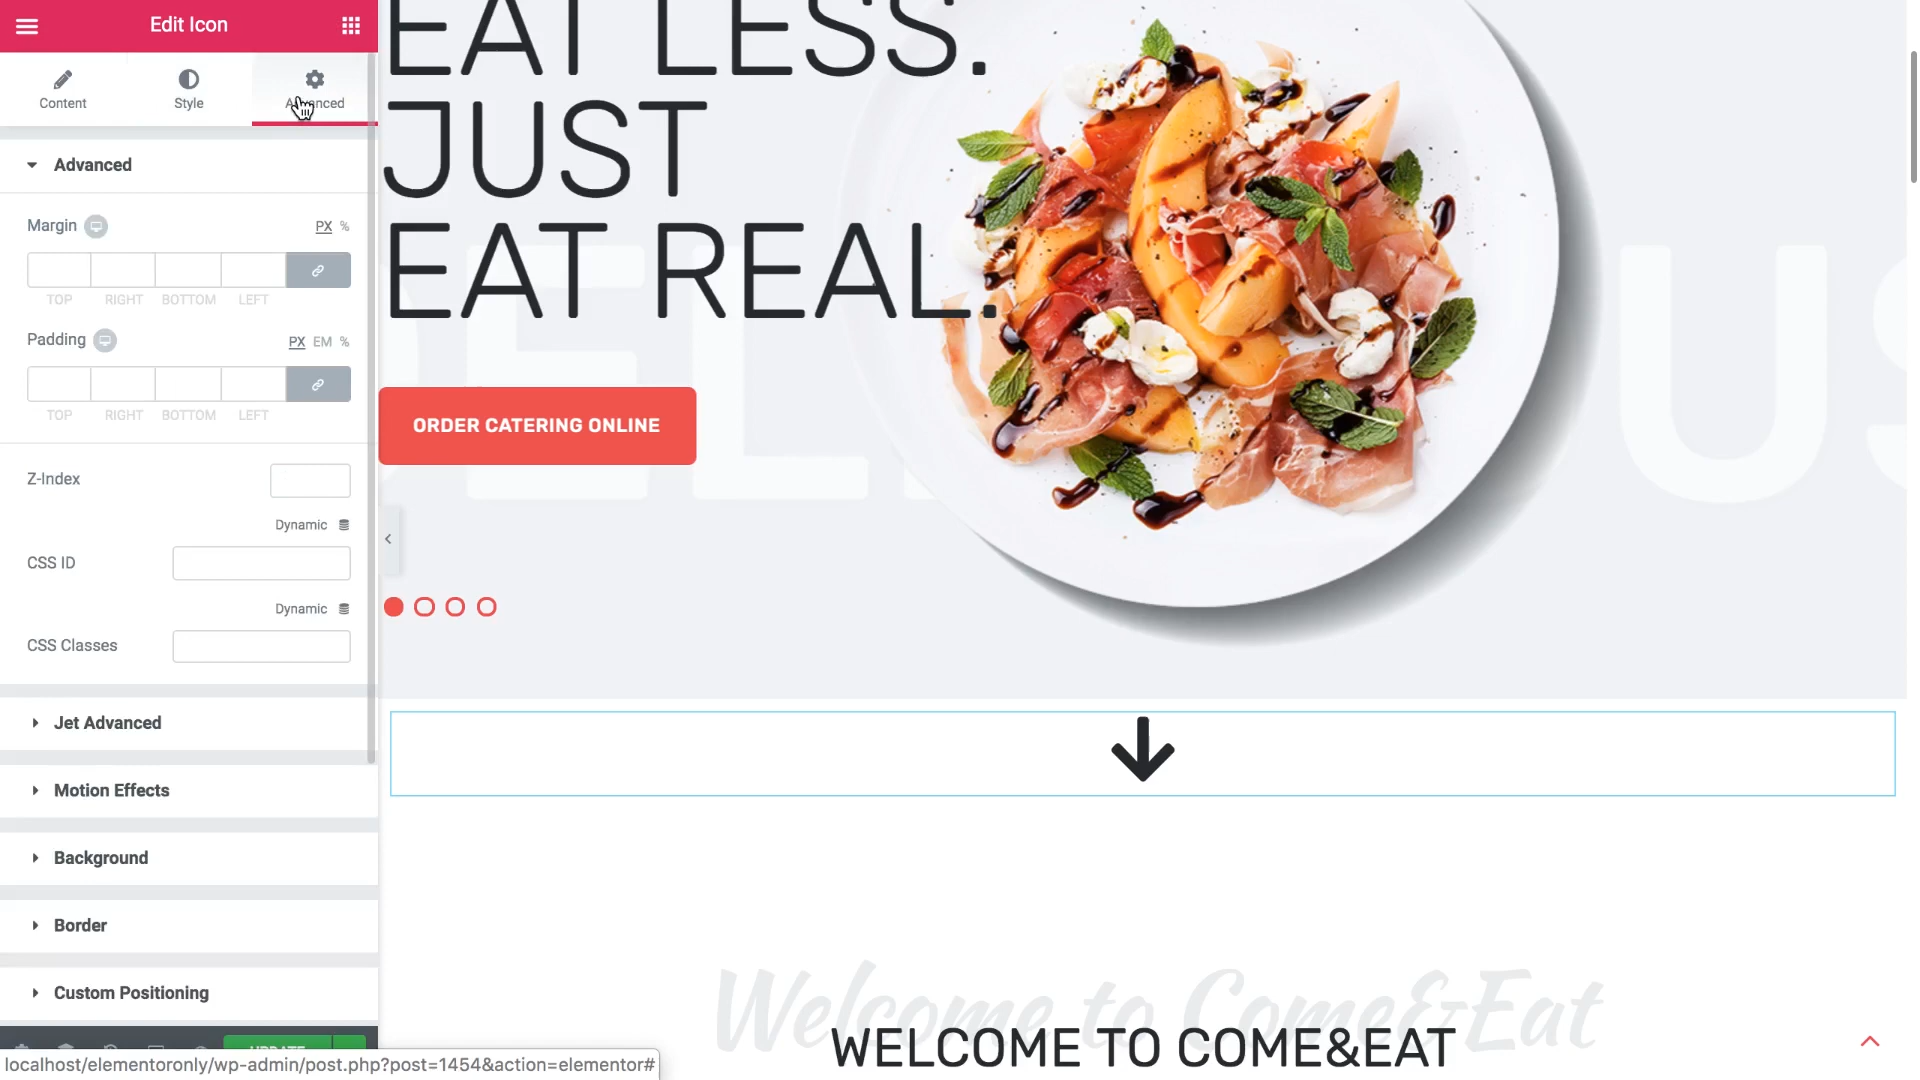 Edit Icon
Content
Style
Advanced
Advanced
Margin
PX %
TOP RIGHT BOTTOM LEFT
Padding
PX EM %
TOP RIGHT BOTTOM LEFT
Z-Index
Dynamic
CSS ID
Dynamic
CSS Classes
Jet Advanced
Motion Effects
Background
Border
Custom Positioning
UPDATE
localhost/elementoronly/wp-admin/post.php?post=1454&action=elementor#
EAT LESS.
JUST
EAT REAL.
ORDER CATERING ONLINE
Welcome to Come&Eat
WELCOME TO COME&EAT